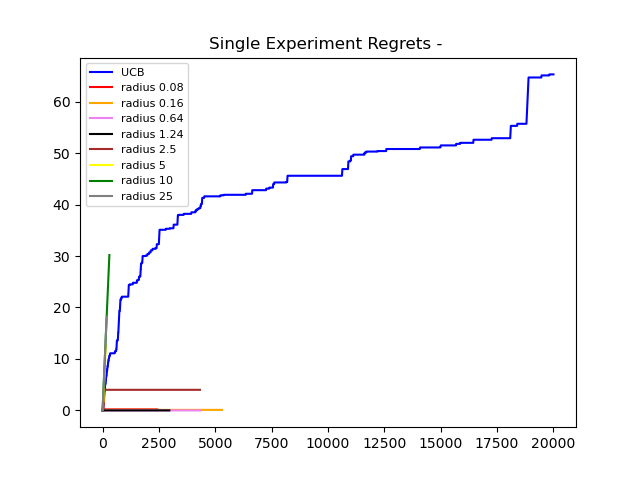 Single Experiment Regrets -
UCB
radius 0.08
radius 0.16
radius 0.64
radius 1.24
radius 2.5
radius 5
radius 10
radius 25
60
50
40
30
20
10
0
0 2500 5000 7500 10000 12500 15000 17500 20000